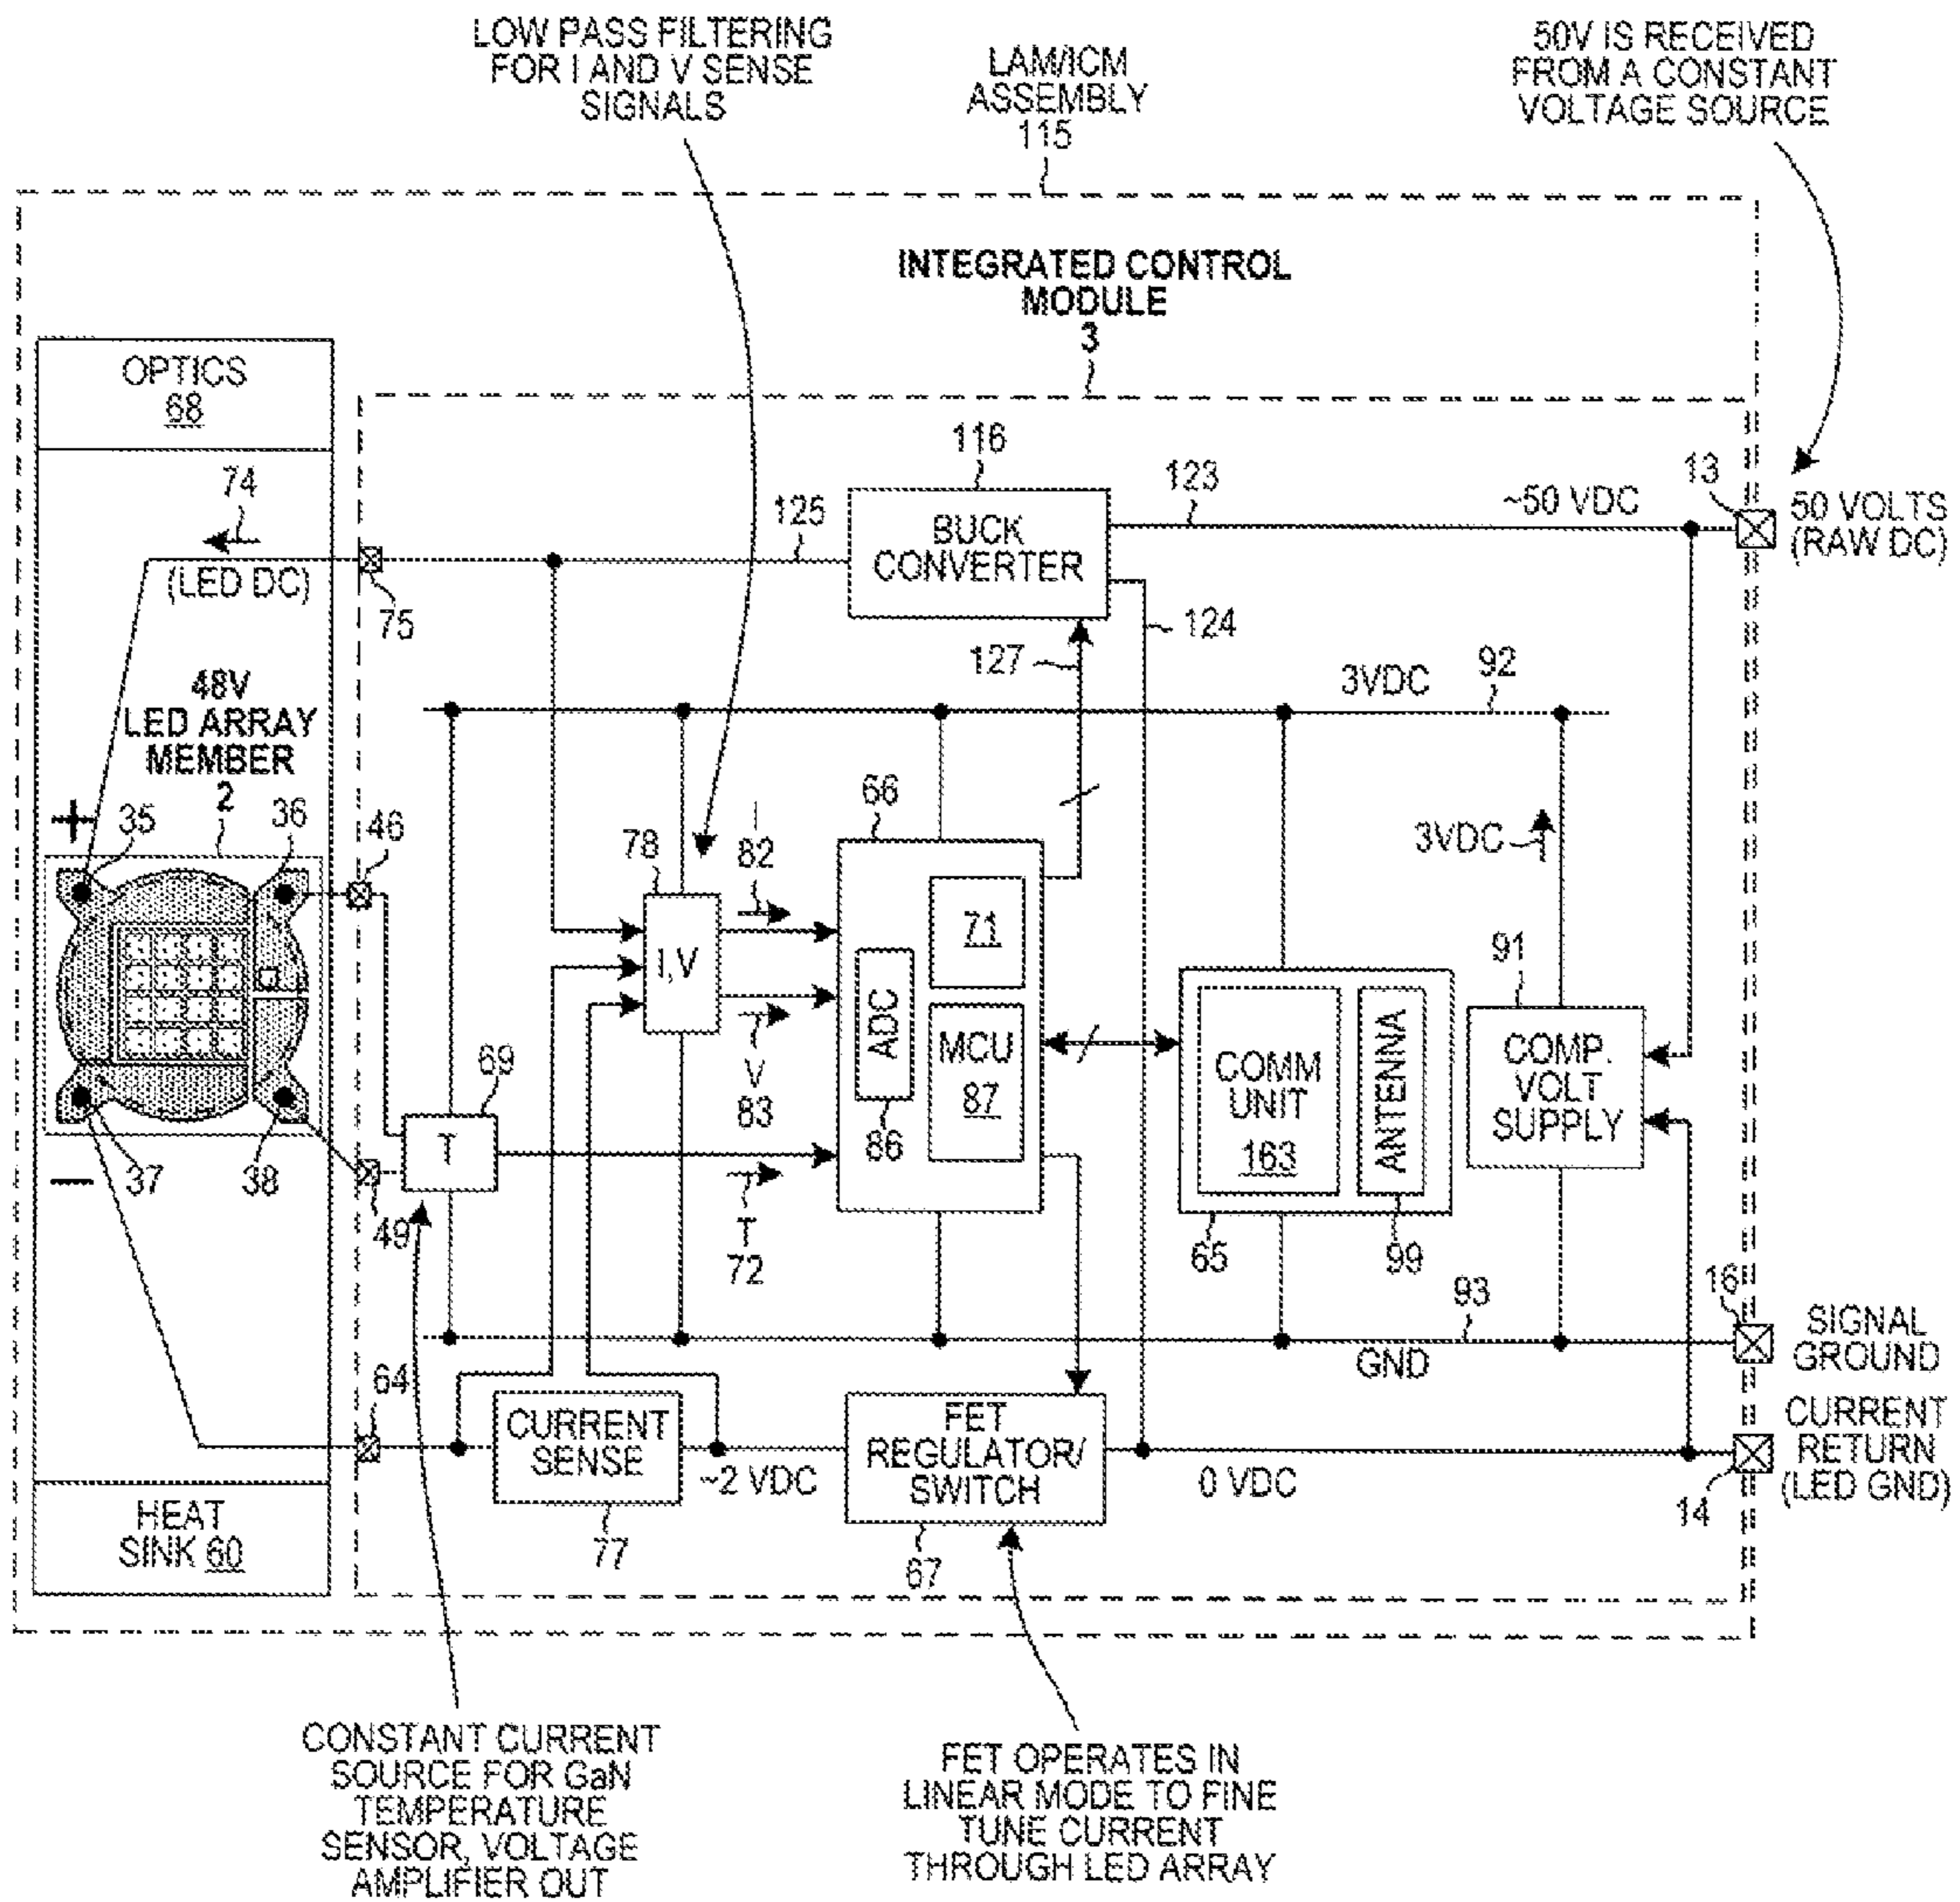 LOW PASS FILTERING
FOR I AND V SENSE
SIGNALS
LAM/ICM
ASSEMBLY
115
50V IS RECEIVED
FROM A CONSTANT
VOLTAGE SOURCE
INTEGRATED CONTROL
MODULE
3
OPTICS
68
74
(LED DC)
75
125
116
BUCK
CONVERTER
123
~50 VDC
13
50 VOLTS
(RAW DC)
124
127
3VDC
92
48V
LED ARRAY
MEMBER
2
+
35
36
46
78
I,V
I
82
66
71
ADC
86
MCU
87
V
83
3VDC
91
COMP.
VOLT
SUPPLY
COMM
UNIT
163
ANTENNA
65
99
69
T
–
37
38
49
T
72
93
GND
16
SIGNAL
GROUND
64
CURRENT
SENSE
77
~2 VDC
FET
REGULATOR/
SWITCH
67
0 VDC
14
CURRENT
RETURN
(LED GND)
HEAT
SINK 60
CONSTANT CURRENT
SOURCE FOR GaN
TEMPERATURE
SENSOR, VOLTAGE
AMPLIFIER OUT
FET OPERATES IN
LINEAR MODE TO FINE
TUNE CURRENT
THROUGH LED ARRAY